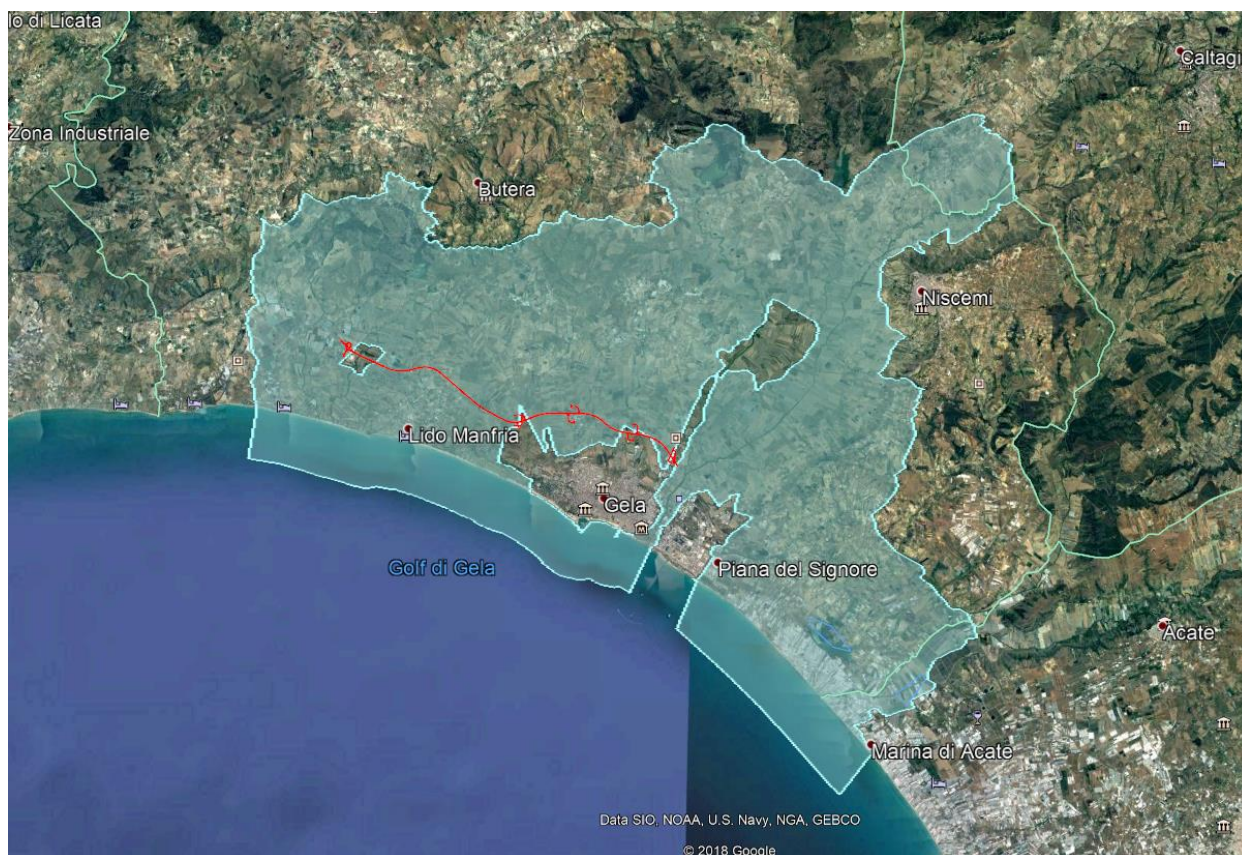 lo di Licata
Caltagi
Zona Industriale
Butera
Niscemi
Lido Manfria
Gela
Golf di Gela
Piana del Signore
Acate
Marina di Acate
Data SIO, NOAA, U.S. Navy, NGA, GEBCO
© 2018 Google